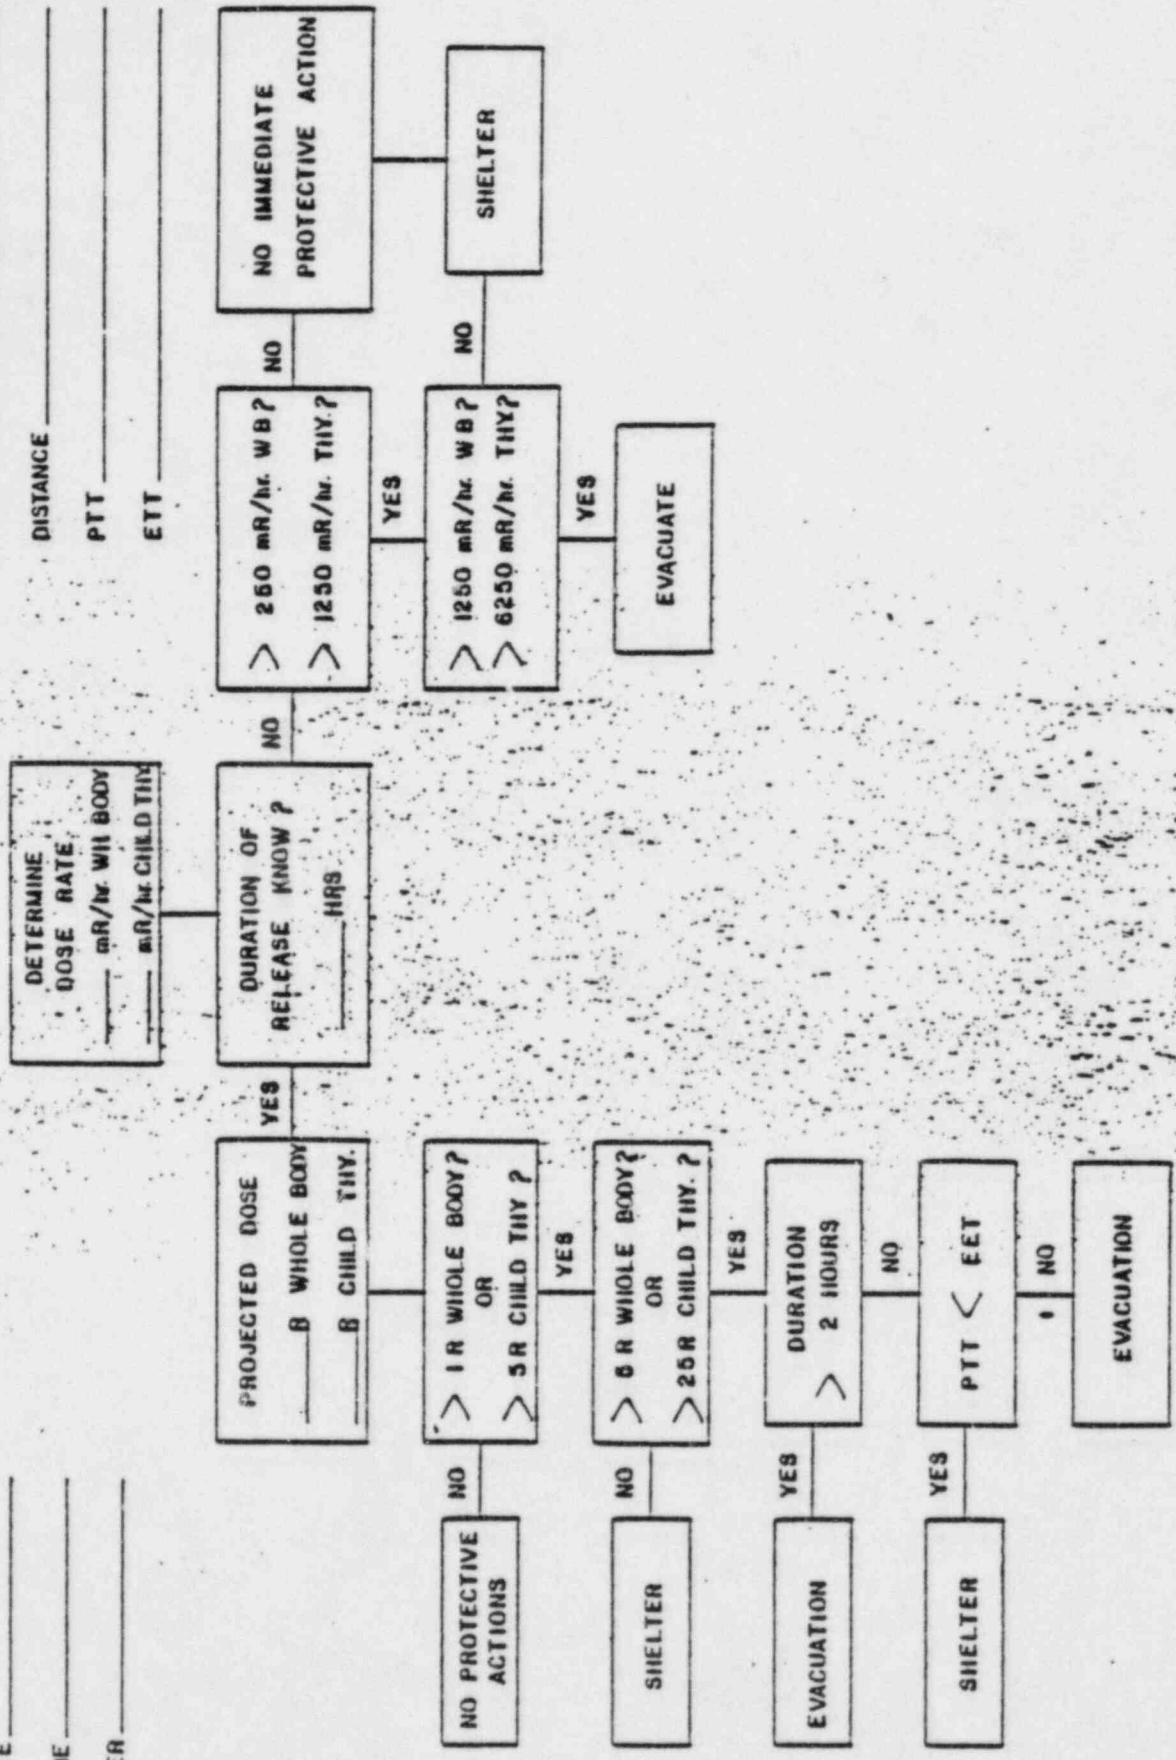 E
ME
ER
DISTANCE
PTT
ETT
DETERMINE
DOSE RATE
mR/hr WH BODY
mR/hr CHILD THY
DURATION OF
RELEASE KNOW ?
HRS
YES
NO
PROJECTED DOSE
B WHOLE BODY
B CHILD THY.
> 250 mR/hr. WB?
> 1250 mR/hr. THY.?
NO
NO IMMEDIATE
PROTECTIVE ACTION
YES
> 1250 mR/hr. WB?
> 6250 mR/hr. THY?
NO
SHELTER
YES
EVACUATE
> 1 R WHOLE BODY?
OR
> 5R CHILD THY ?
NO
NO PROTECTIVE
ACTIONS
YES
WHOLE BODY?
OR
> 25R CHILD THY. ?
NO
SHELTER
YES
DURATION
> 2 HOURS
YES
EVACUATION
NO
PTT < EET
YES
SHELTER
NO
EVACUATION